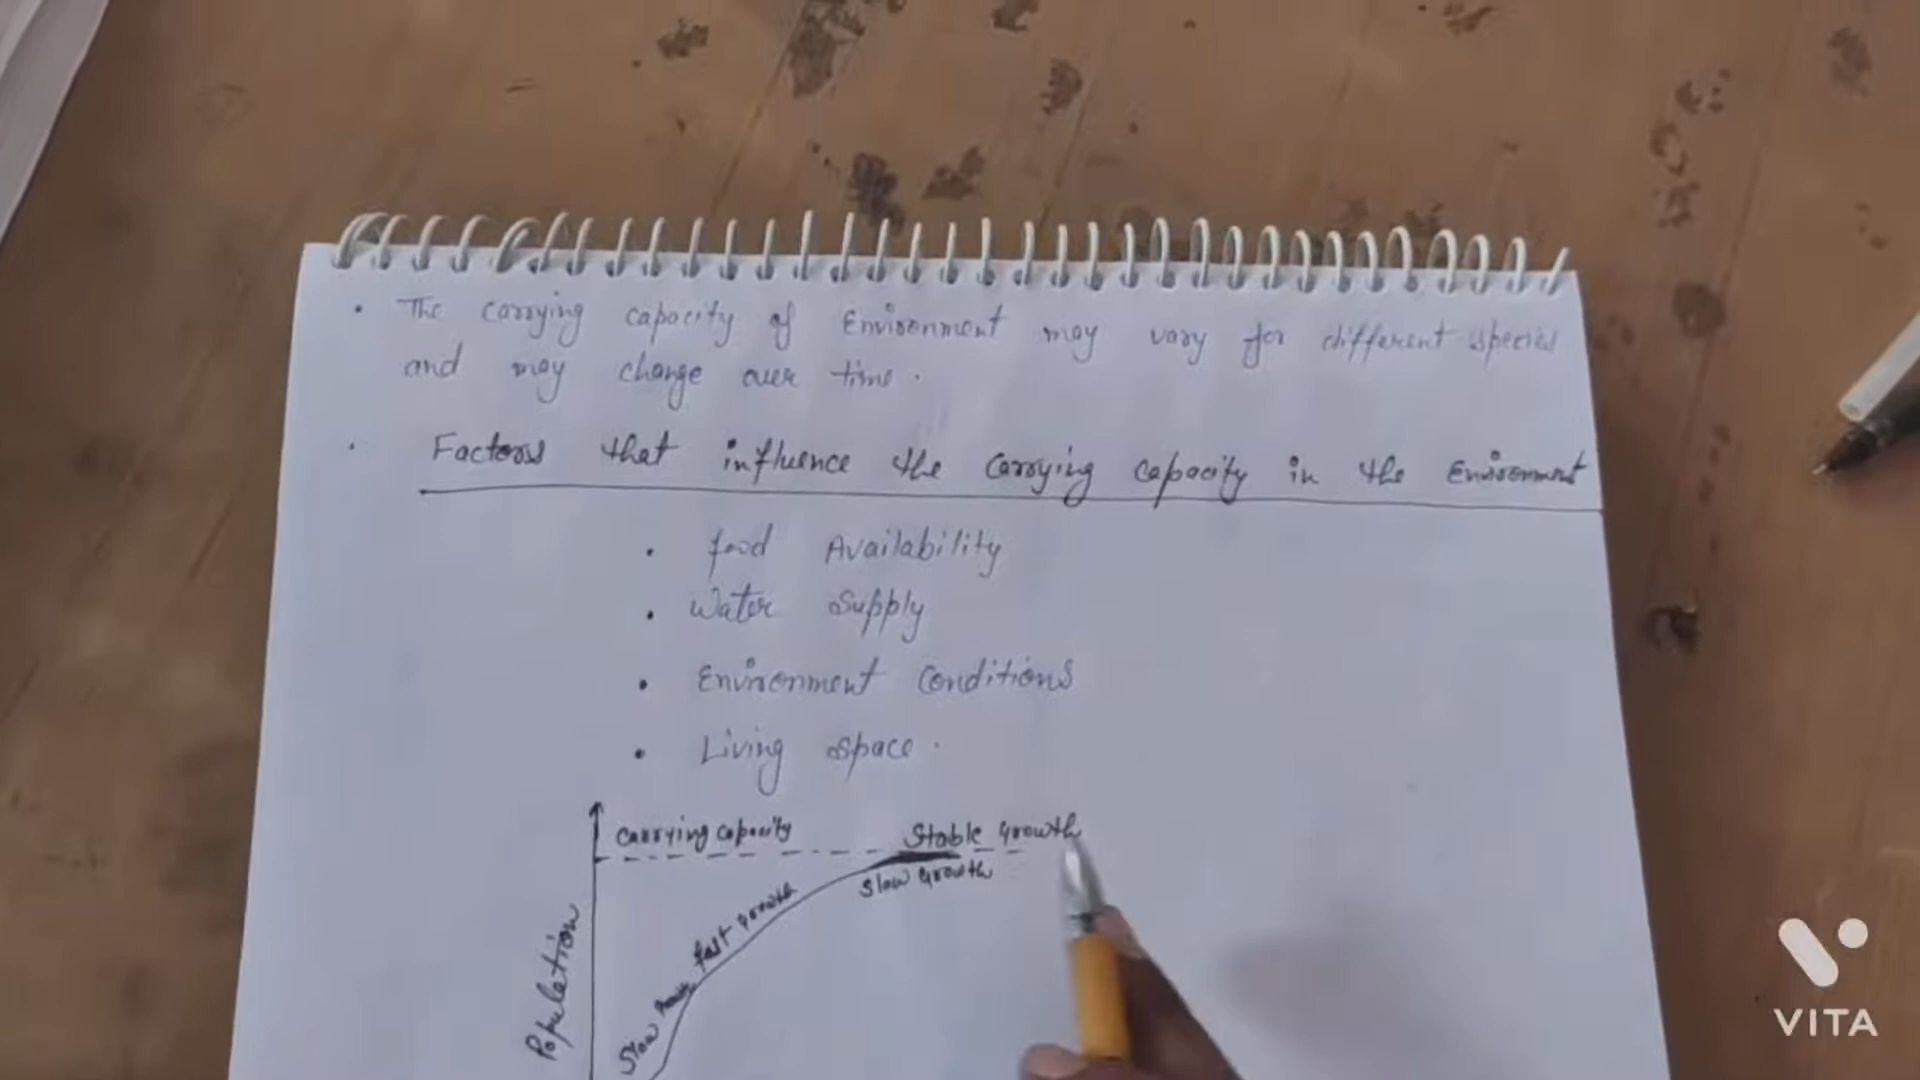 • The carrying capacity of Environment may vary for different species
and may change over time.
• Factors that influence the carrying capacity in the Environment
• food Availability
• Water Supply
• Environment Conditions
• Living space.
Carrying capacity
Stable Growth
Slow Growth
fast growth
Slow
Population
VITA